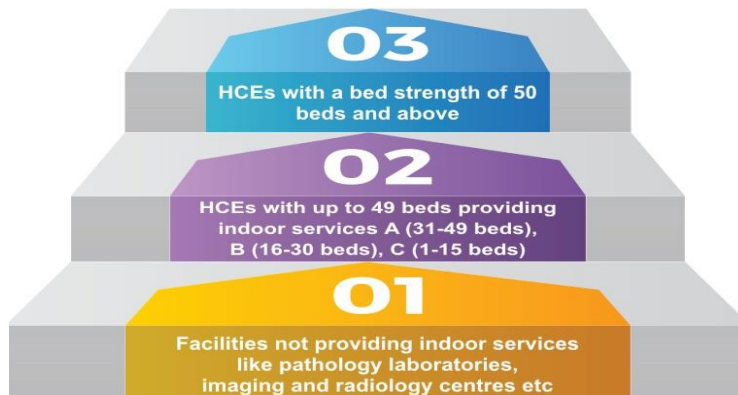 03
HCEs with a bed strength of 50
beds and above
02
HCEs with up to 49 beds providing
indoor services A (31-49 beds),
B (16-30 beds), C (1-15 beds)
01
Facilities not providing indoor services
like pathology laboratories,
imaging and radiology centres etc